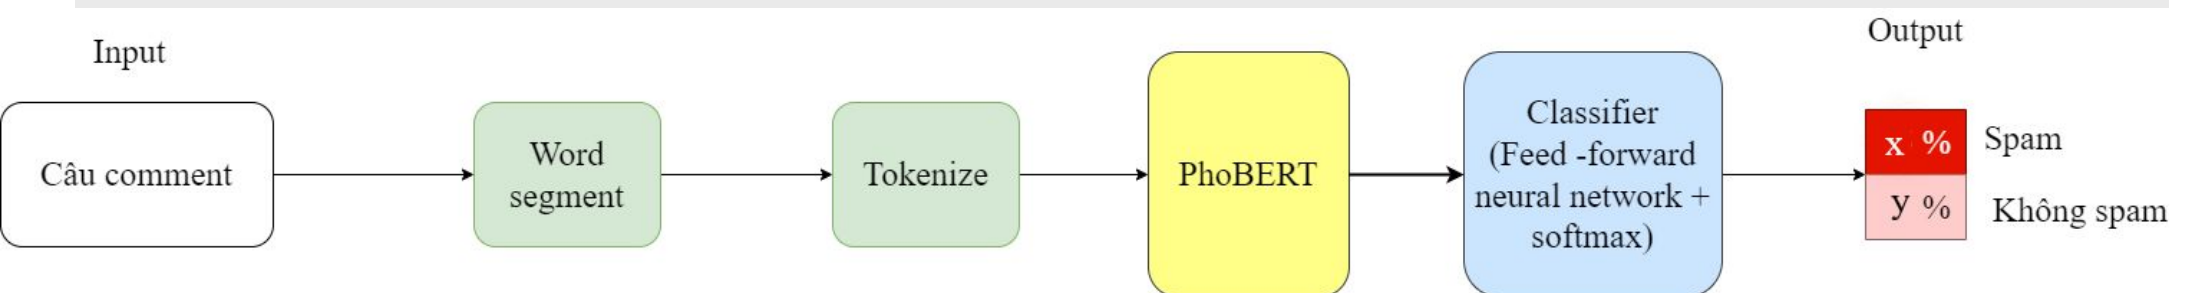 Input
Câu comment
Word
segment
Tokenize
PhoBERT
Classifier
(Feed -forward
neural network +
softmax)
Output
x %
Spam
y %
Không spam